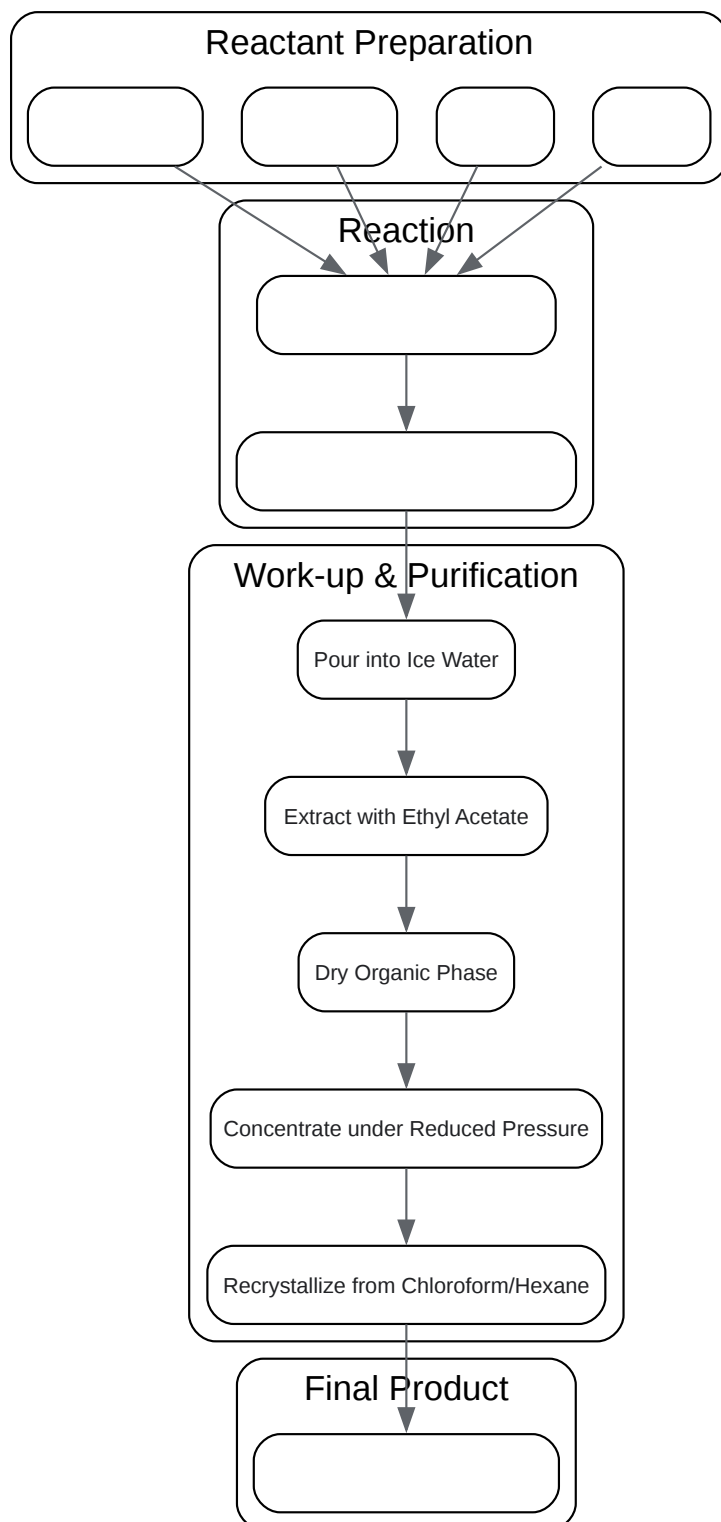 Reactant Preparation
Reaction
Work-up & Purification
Pour into Ice Water
Extract with Ethyl Acetate
Dry Organic Phase
Concentrate under Reduced Pressure
Recrystallize from Chloroform/Hexane
Final Product